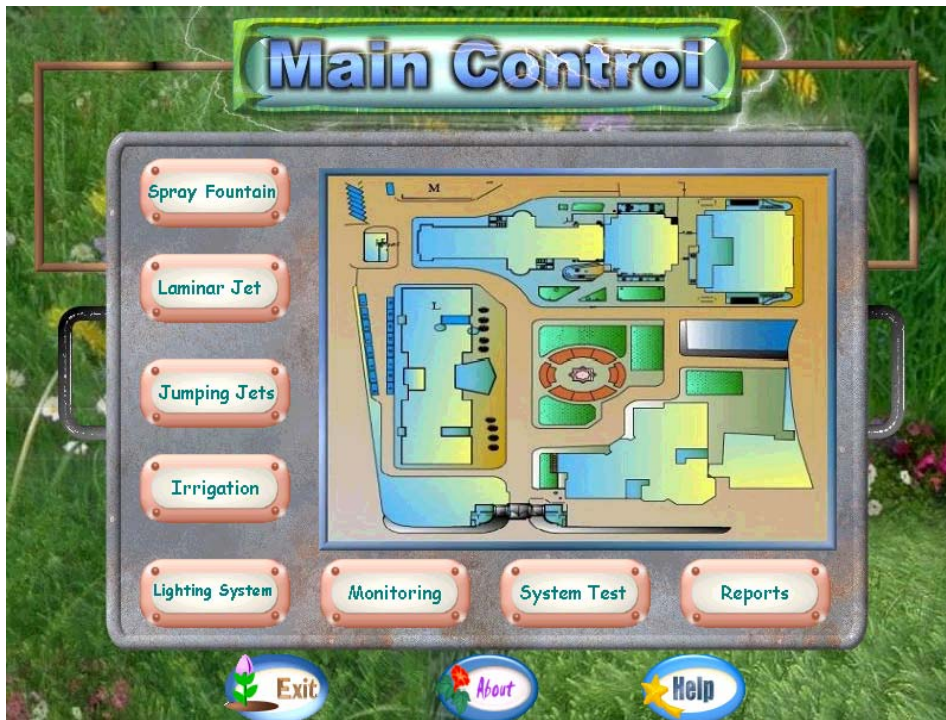 Main Control
Spray Fountain
M
Laminar Jet
L
Jumping Jets
Irrigation
Lighting System
Monitoring
System Test
Reports
Exit
About
Help